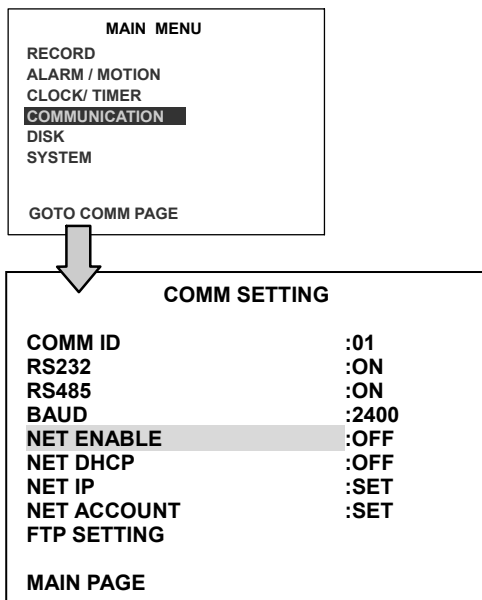 MAIN MENU
RECORD
ALARM / MOTION
CLOCK/ TIMER
COMMUNICATION
DISK
SYSTEM
GOTO COMM PAGE
COMM SETTING
COMM ID :01
RS232 :ON
RS485 :ON
BAUD :2400
NET ENABLE :OFF
NET DHCP :OFF
NET IP :SET
NET ACCOUNT :SET
FTP SETTING
MAIN PAGE